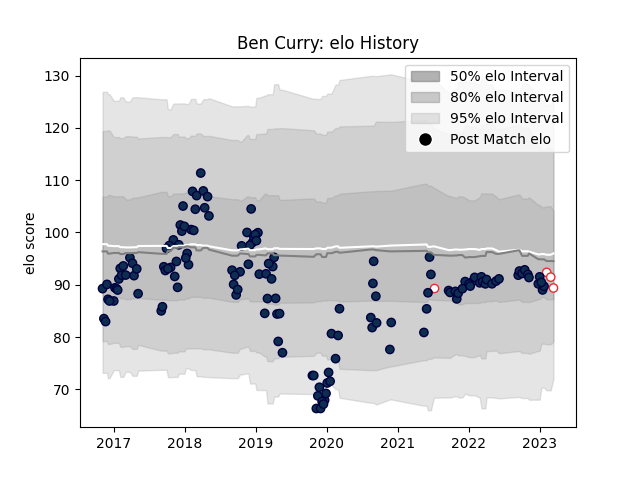 Ben Curry: elo History
130
120
110
100
90
80
70
elo score
50% elo Interval
80% elo Interval
95% elo Interval
Post Match elo
2017 2018 2019 2020 2021 2022 2023